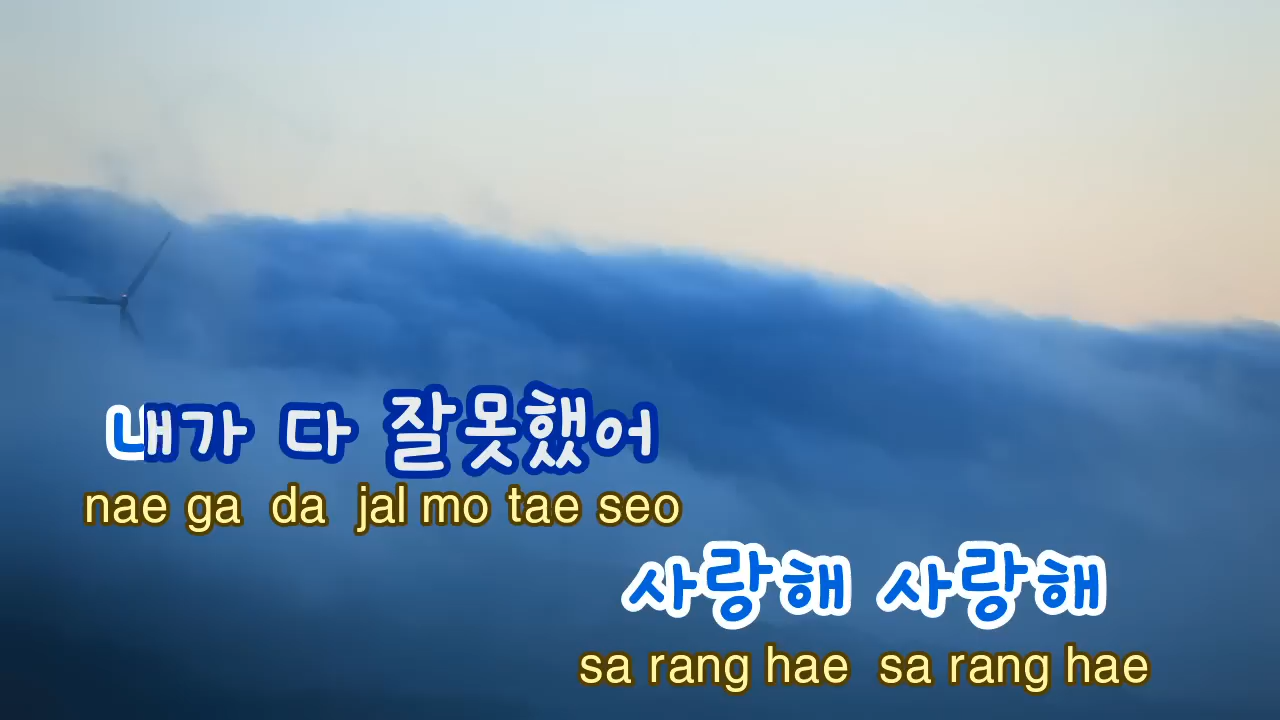 내가 다 잘못했어
nae ga da jal mo tae seo
사랑해 사랑해
sa rang hae sa rang hae